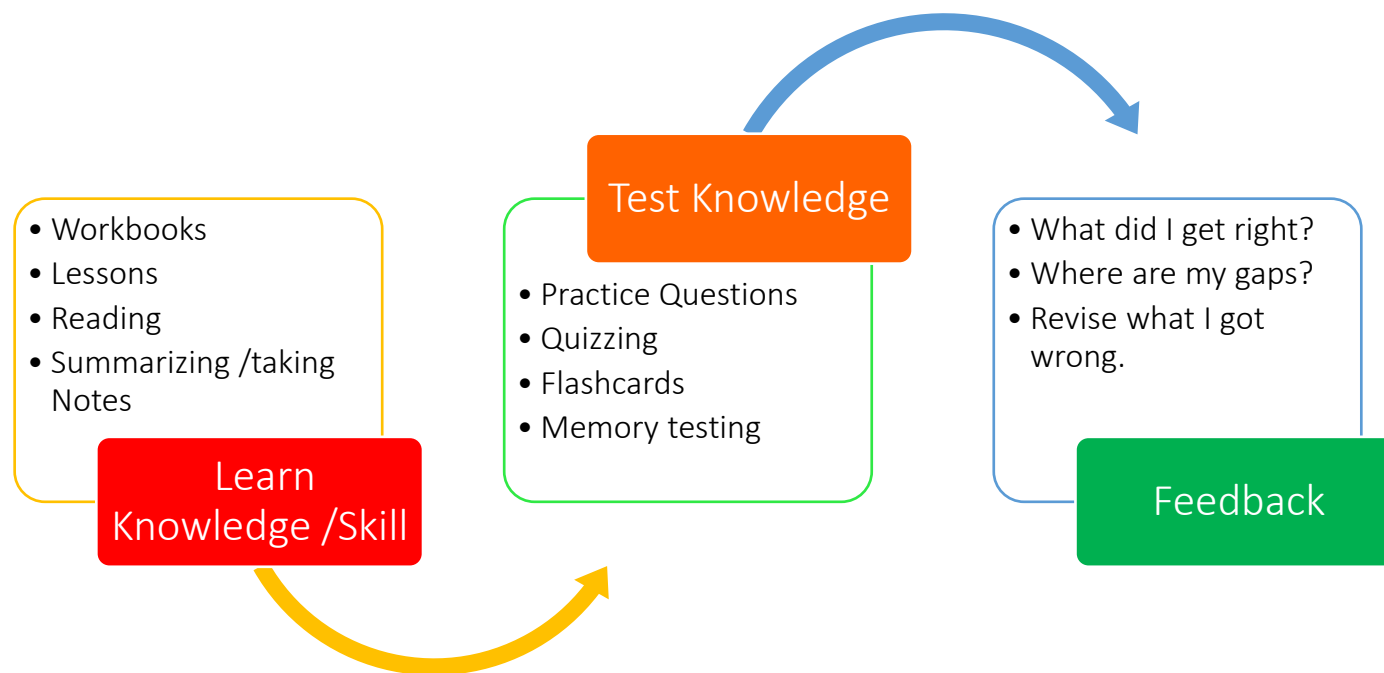 • Workbooks
• Lessons
• Reading
• Summarizing /taking
Notes
Learn
Knowledge /Skill
Test Knowledge
• Practice Questions
• Quizzing
• Flashcards
• Memory testing
• What did I get right?
• Where are my gaps?
• Revise what I got
wrong.
Feedback